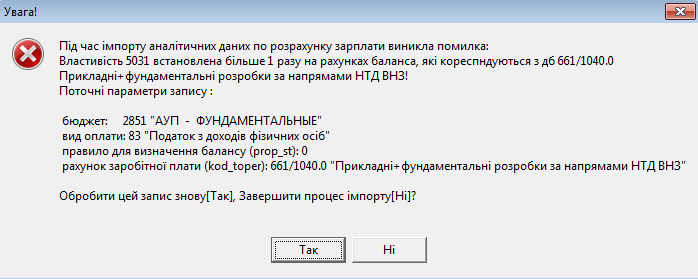 Увага!
Під час імпорту аналітичних даних по розрахунку зарплати виникла помилка:
Властивість 5031 встановлена більше 1 разу на рахунках баланса, які кореспндуються з дб 661/1040.0
Прикладні+фундаментальні розробки за напрямами НТД ВНЗ!
Поточні параметри запису :
бюджет: 2851 "АУП - ФУНДАМЕНТАЛЬНЫЕ"
вид оплати: 83 "Податок з доходів фізичних осіб"
правило для визначення балансу (prop_st): 0
рахунок заробітної плати (kod_toper): 661/1040.0 "Прикладні+фундаментальні розробки за напрямами НТД ВНЗ"
Обробити цей запис знову[Так], Завершити процес імпорту[Ні]?
Так
Ні